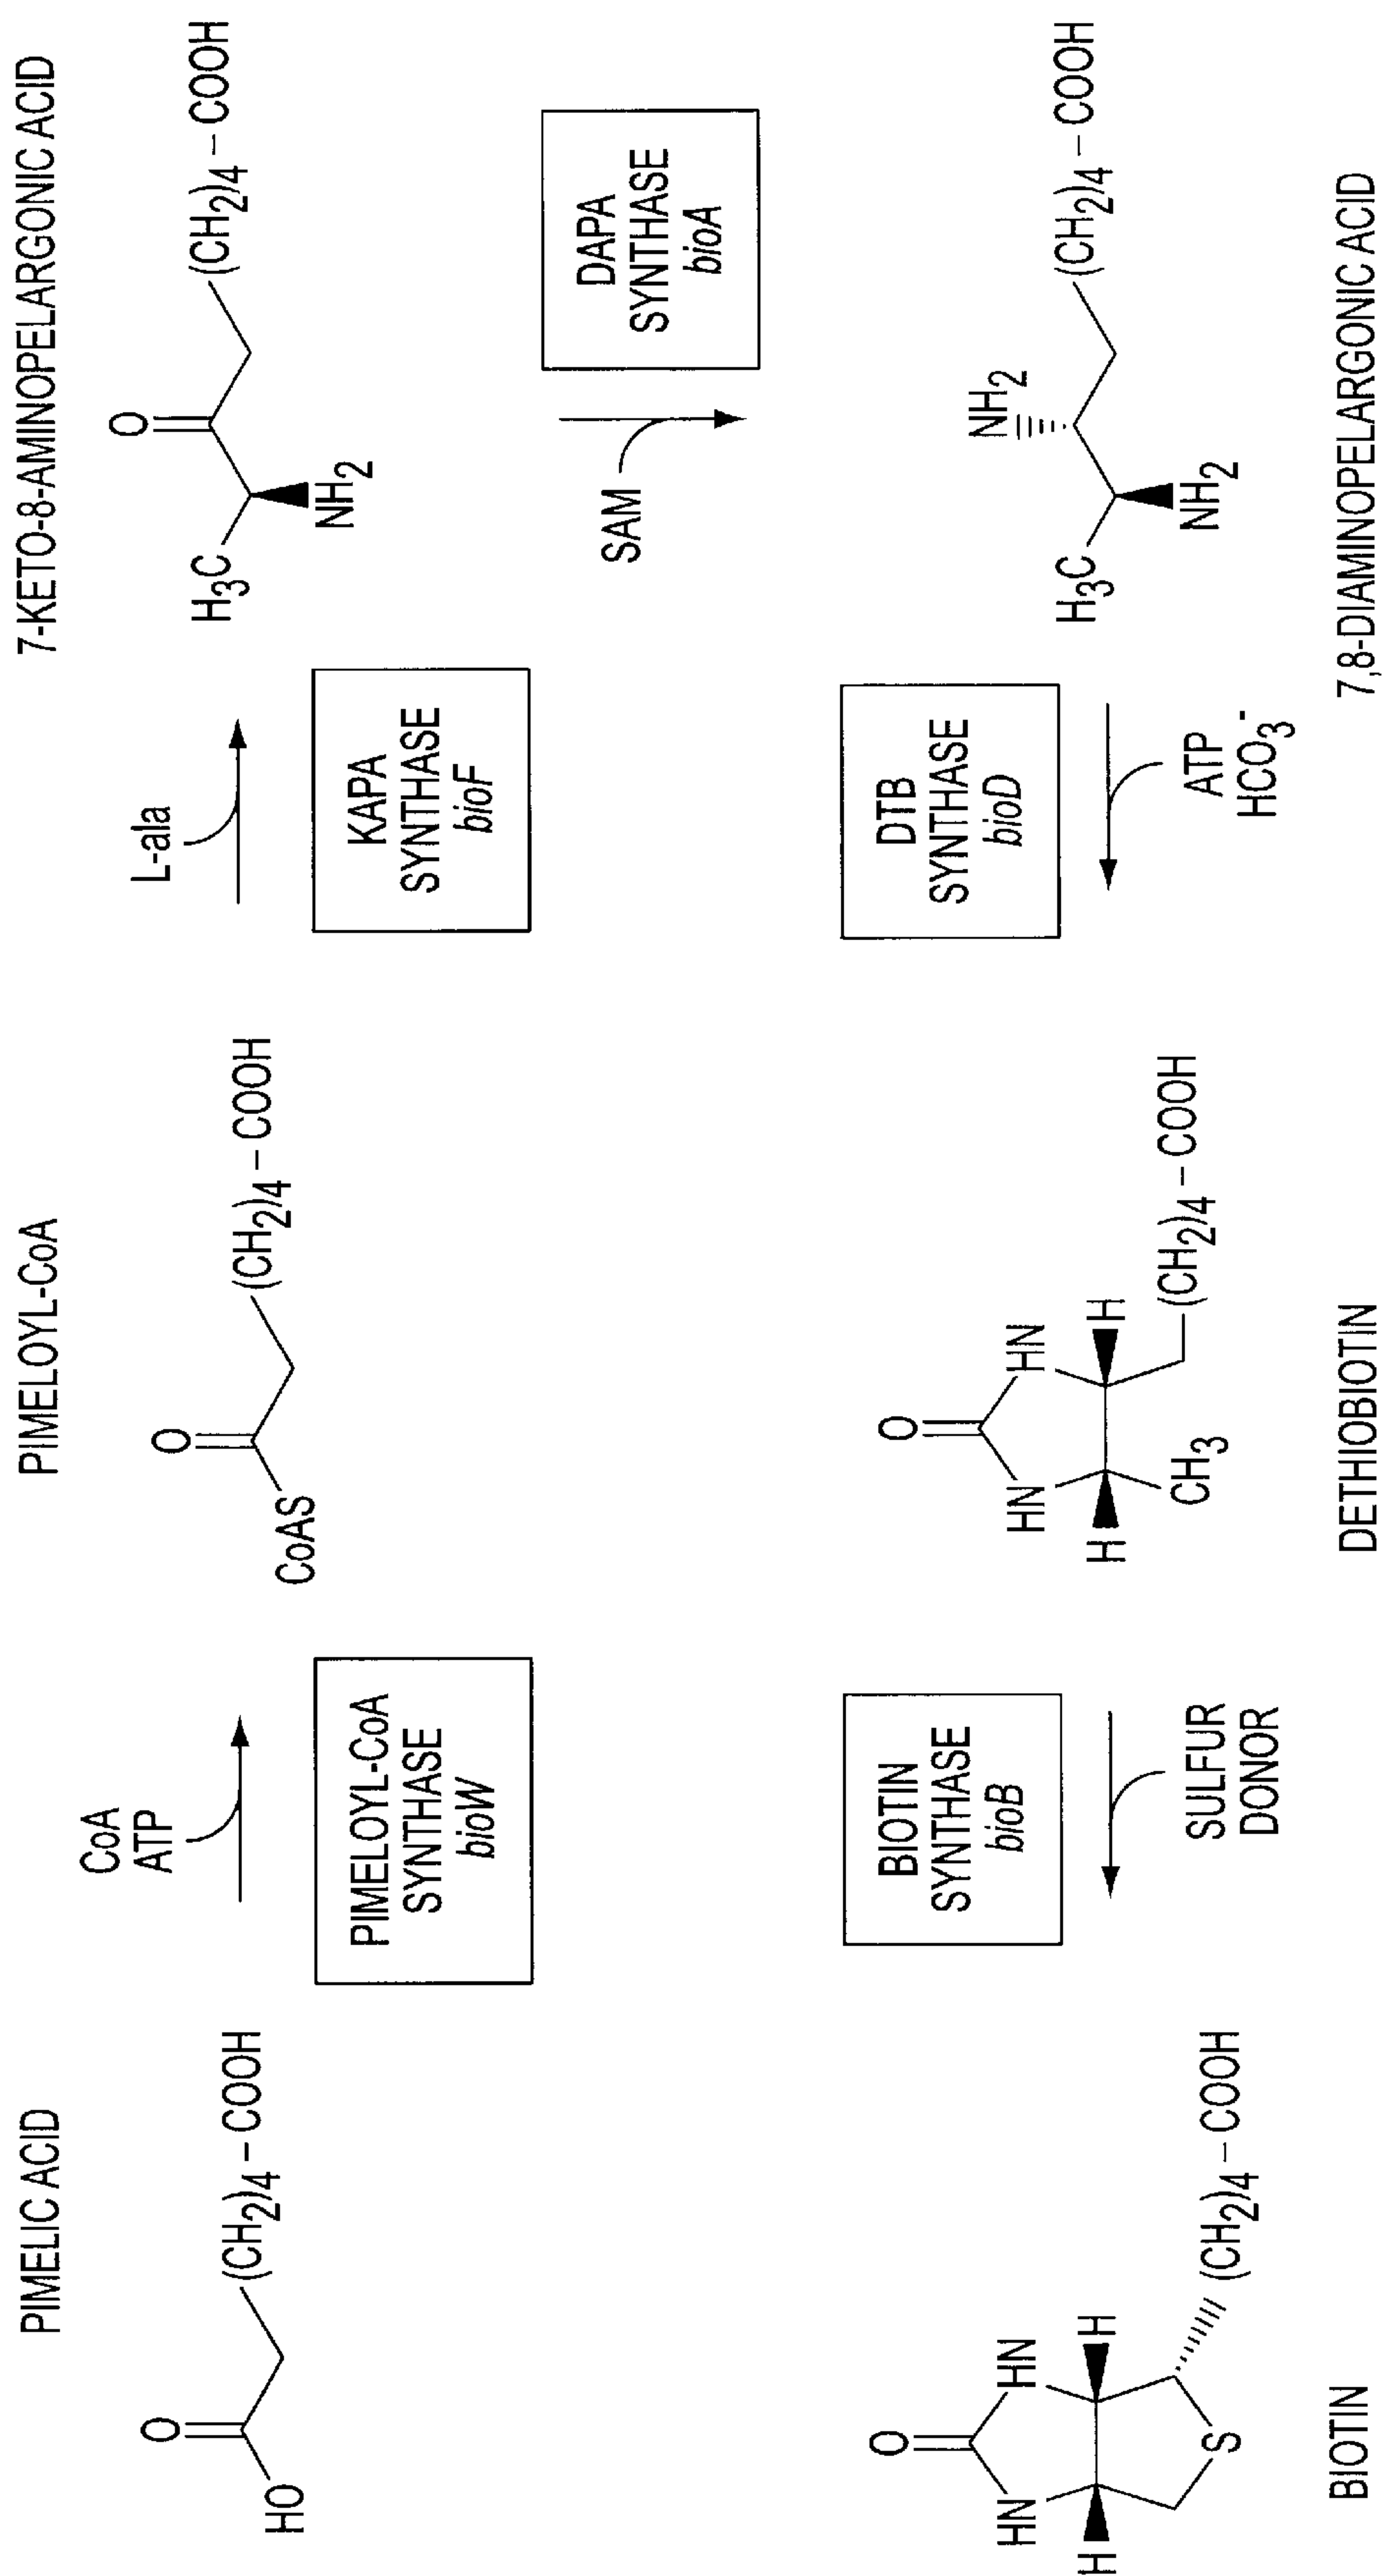 PIMELIC ACID
O
HO
(CH2)4 – COOH
CoA
ATP
PIMELOYL-CoA
SYNTHASE
bioW
PIMELOYL-CoA
O
CoAS
(CH2)4 – COOH
L-ala
KAPA
SYNTHASE
bioF
7-KETO-8-AMINOPELARGONIC ACID
O
H3C
NH2
(CH2)4 – COOH
SAM
DAPA
SYNTHASE
bioA
NH2
H3C
NH2
(CH2)4 – COOH
7,8-DIAMINOPELARGONIC ACID
DTB
SYNTHASE
bioD
ATP
HCO3-
O
HN
HN
H
H
CH3
(CH2)4 – COOH
DETHIOBIOTIN
BIOTIN
SYNTHASE
bioB
SULFUR
DONOR
O
HN
HN
H
H
S
(CH2)4 – COOH
BIOTIN